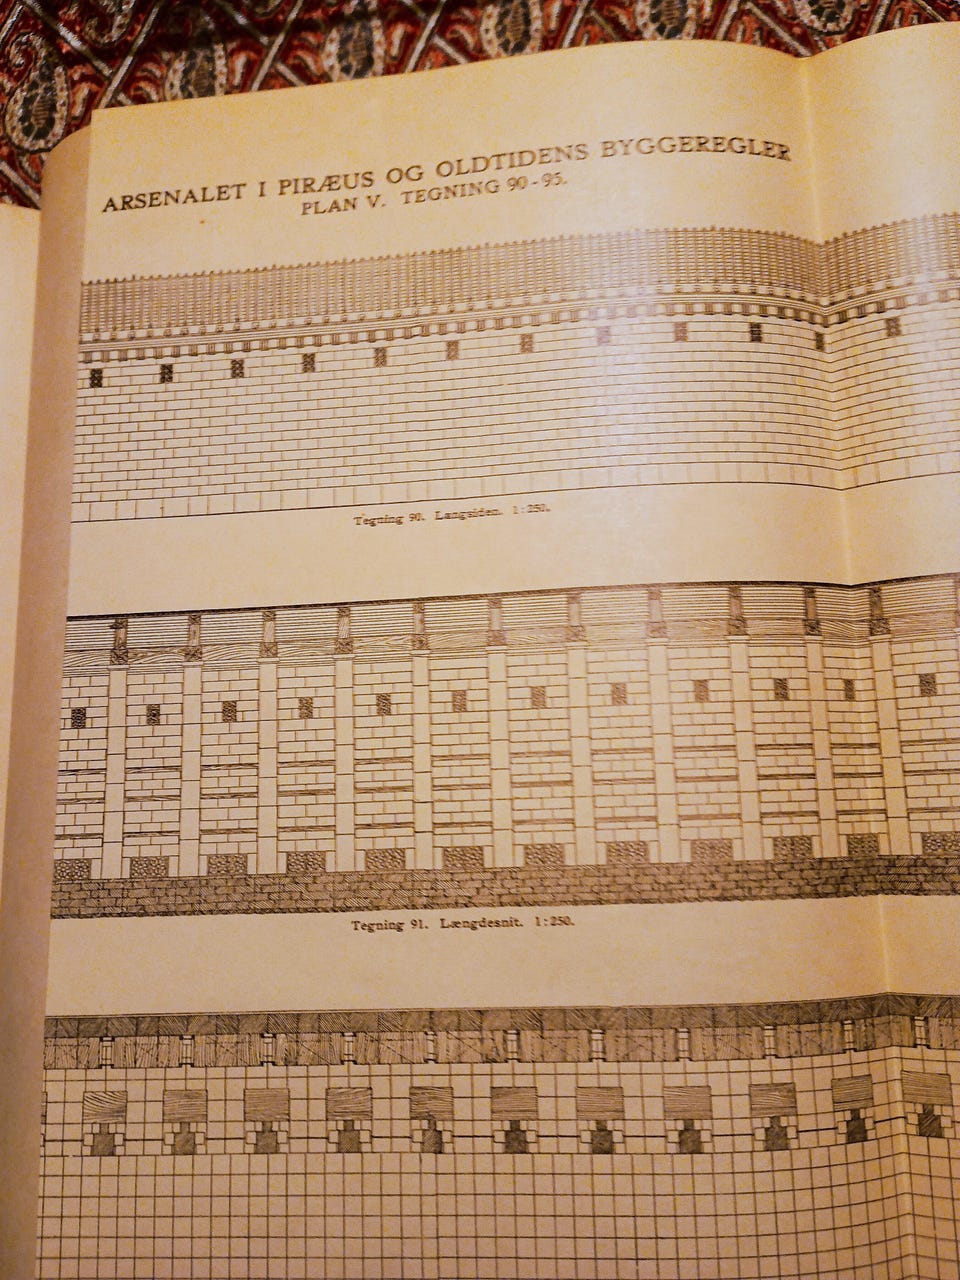 ARSENALET I PIRÆUS OG OLDTIDENS BYGGEREGLER
PLAN V. TEGNING 90-95.
Tegning 90. Langsiden. 1:250.
Tegning 91. Længdesnit. 1:250.